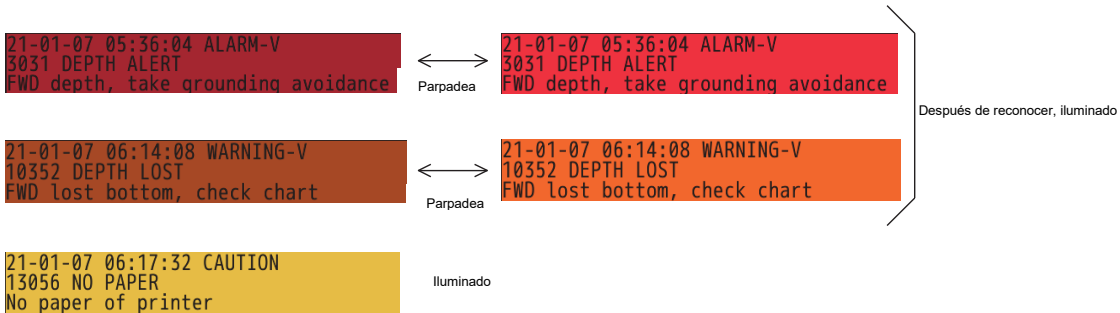 21-01-07 05:36:04 ALARM-V
3031 DEPTH ALERT
FWD depth, take grounding avoidance
Parpadea
21-01-07 05:36:04 ALARM-V
3031 DEPTH ALERT
FWD depth, take grounding avoidance
Después de reconocer, iluminado
21-01-07 06:14:08 WARNING-V
10352 DEPTH LOST
FWD lost bottom, check chart
Parpadea
21-01-07 06:14:08 WARNING-V
10352 DEPTH LOST
FWD lost bottom, check chart
21-01-07 06:17:32 CAUTION
13056 NO PAPER
No paper of printer
Iluminado